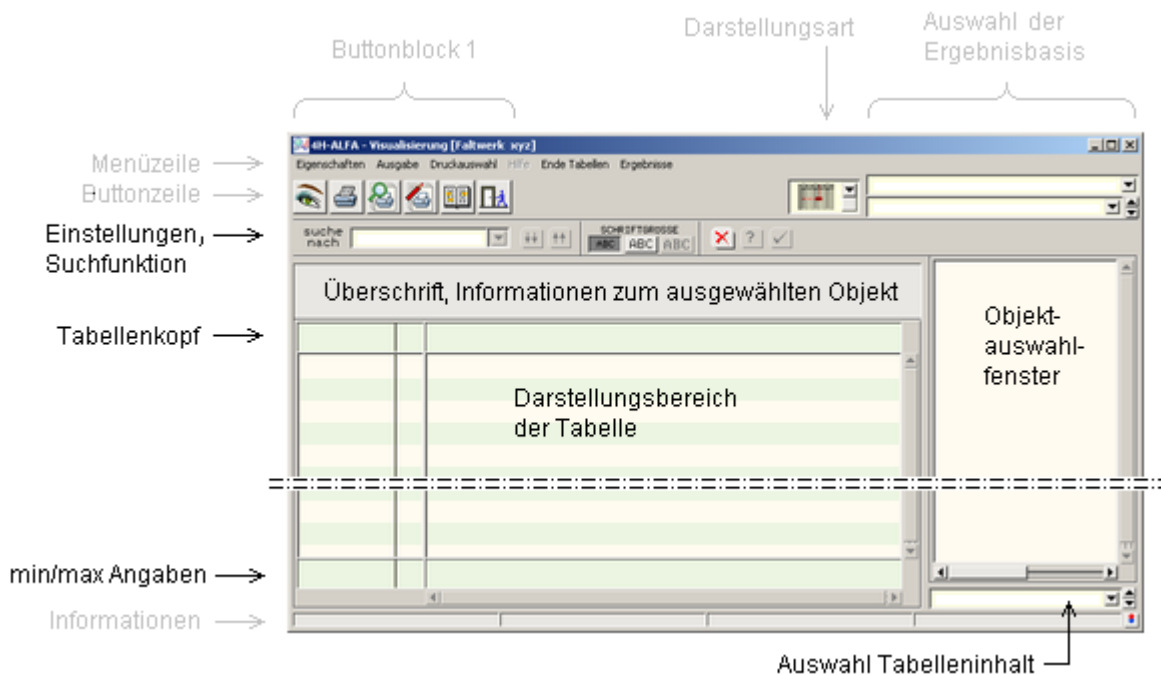 Buttonblock 1
Darstellungsart
Auswahl der
Ergebnisbasis
4H-ALFA - Visualisierung [Faltwerk xyz]
Menüzeile
Eigenschaften Ausgabe Druckauswahl Hilfe Ende Tabellen Ergebnisse
Buttonzeile
Einstellungen,
Suchfunktion
suche
nach
SCHRIFTGRÖSSE
ABC ABC ABC
?
Überschrift, Informationen zum ausgewählten Objekt
Tabellenkopf
Objekt-
auswahl-
fenster
Darstellungsbereich
der Tabelle
min/max Angaben
Informationen
Auswahl Tabelleninhalt